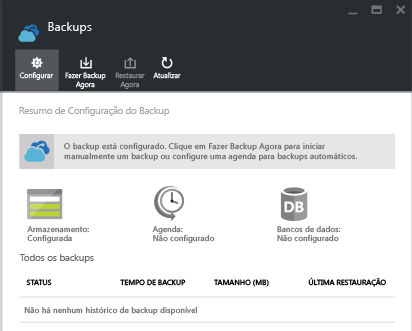 Backups
Configurar
Fazer Backup
Agora
Restaurar
Agora
Atualizar
Resumo de Configuração do Backup
O backup está configurado. Clique em Fazer Backup Agora para iniciar
manualmente um backup ou configure uma agenda para backups automáticos.
DB
Armazenamento:
Configurada
Agenda:
Não configurado
Bancos de dados:
Não configurado
Todos os backups
STATUS TEMPO DE BACKUP TAMANHO (MB) ÚLTIMA RESTAURAÇÃO
Não há nenhum histórico de backup disponível